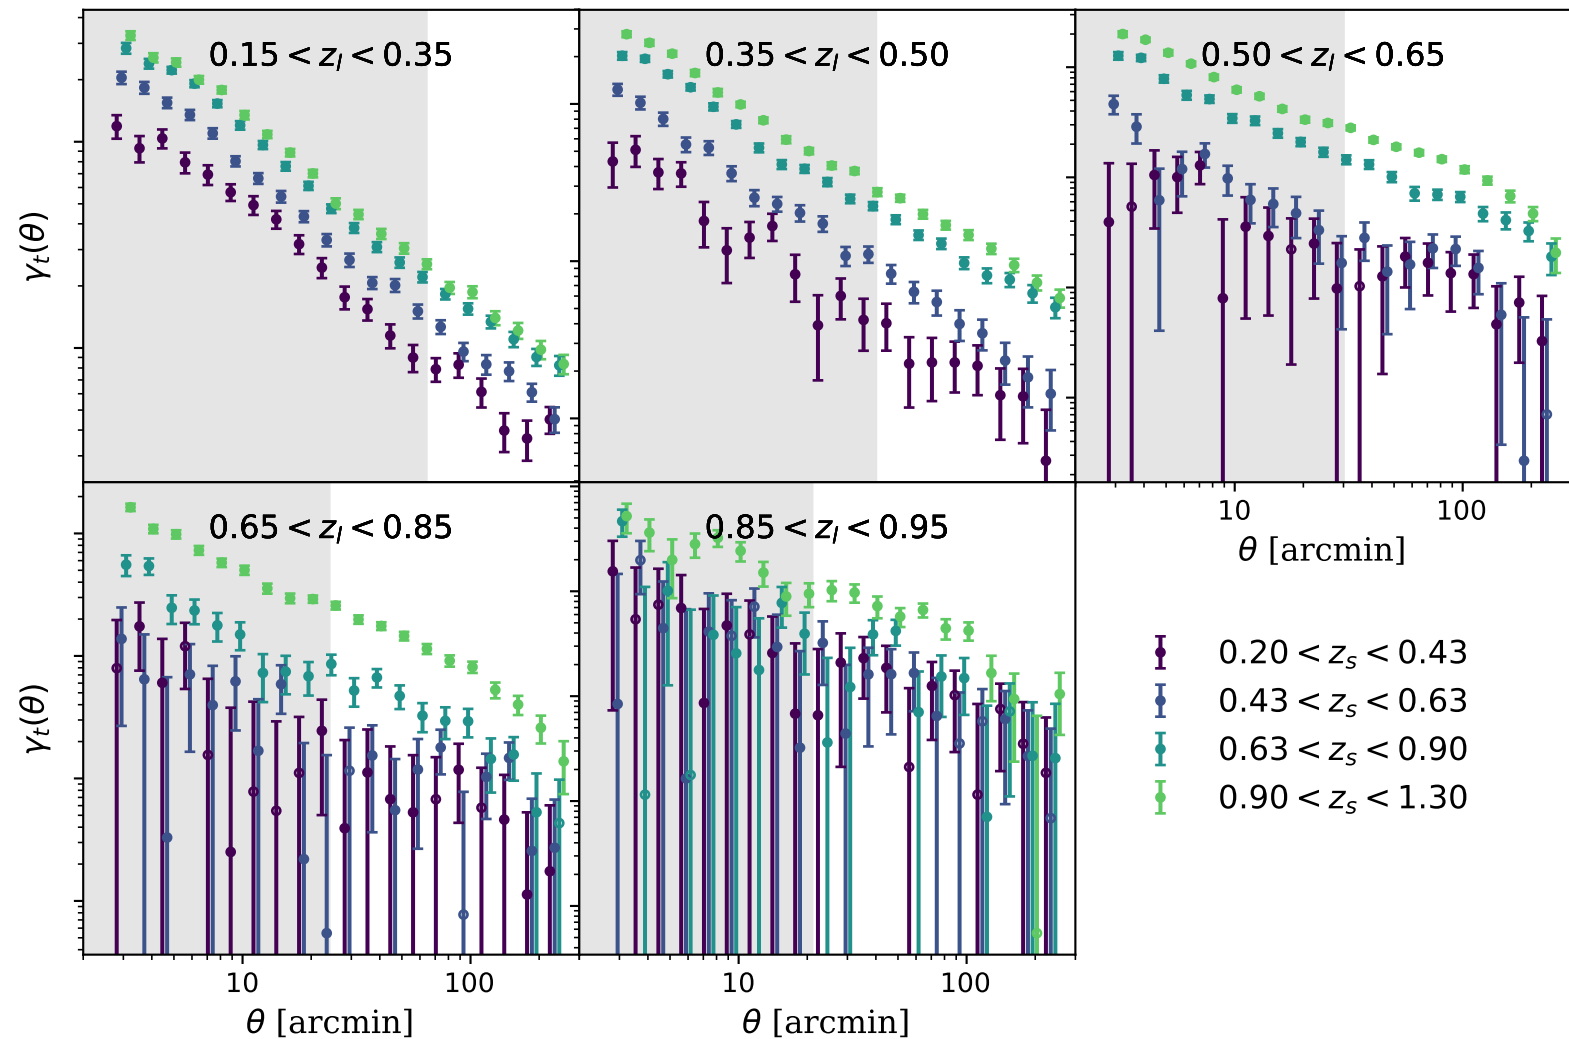 0.15 < z_l < 0.35
0.35 < z_l < 0.50
0.50 < z_l < 0.65
γ_t(θ)
10 100
θ [arcmin]
0.65 < z_l < 0.85
0.85 < z_l < 0.95
γ_t(θ)
0.20 < z_s < 0.43
0.43 < z_s < 0.63
0.63 < z_s < 0.90
0.90 < z_s < 1.30
10 100
10 100
θ [arcmin]
θ [arcmin]